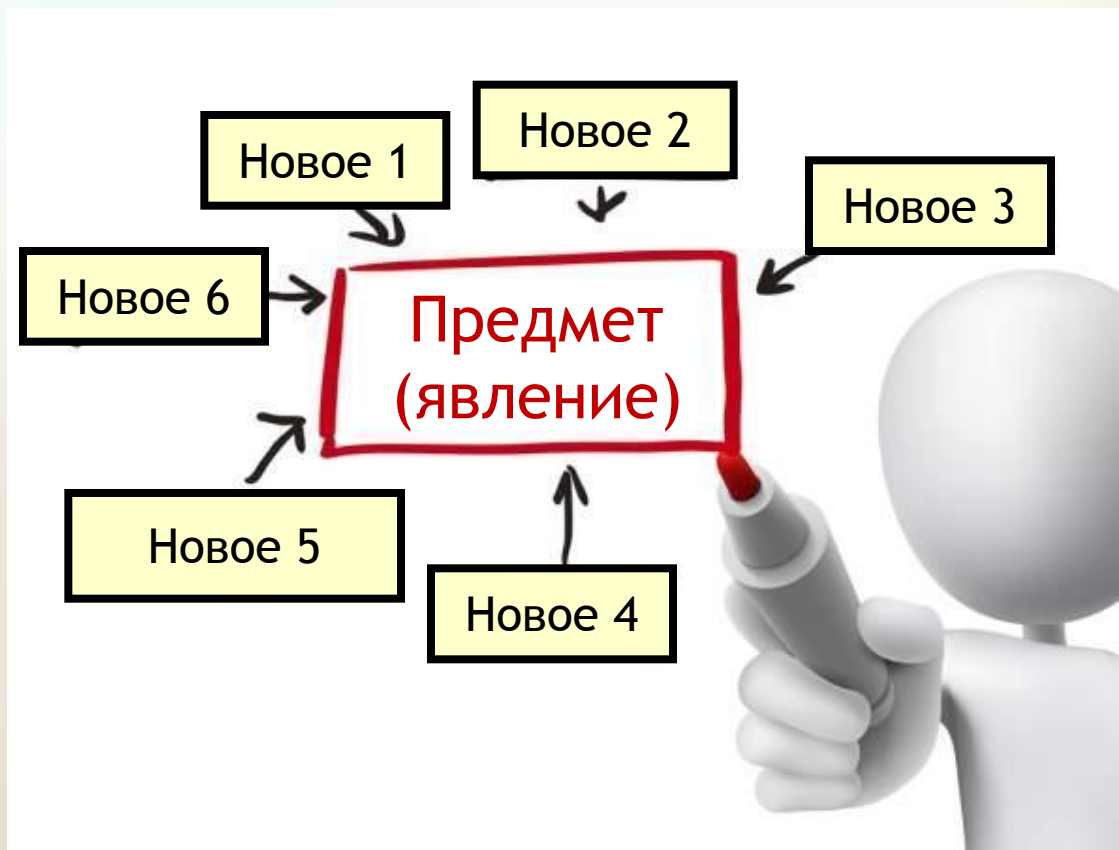 Новое 1
Новое 2
Новое 3
Новое 6
Предмет
(явление)
Новое 5
Новое 4